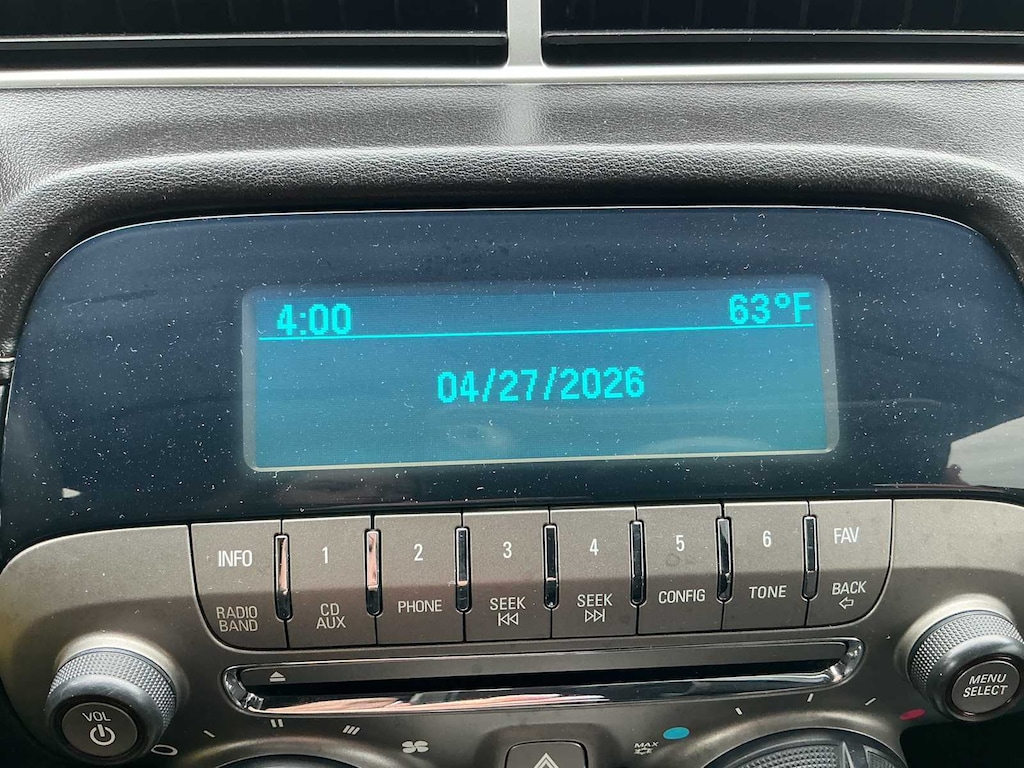 4:00 63°F
04/27/2026
INFO 1 2 3 4 5 6 FAV
RADIO BAND CD AUX PHONE SEEK SEEK CONFIG TONE BACK
VOL
MENU SELECT
MAX